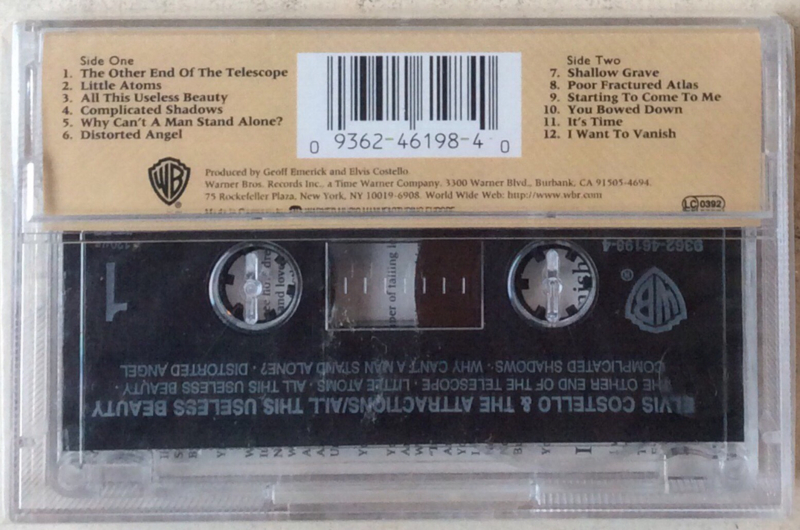 Side One
1. The Other End Of The Telescope
2. Little Atoms
3. All This Useless Beauty
4. Complicated Shadows
5. Why Can't A Man Stand Alone?
6. Distorted Angel
0 9362-46198-4 0
Side Two
7. Shallow Grave
8. Poor Fractured Atlas
9. Starting To Come To Me
10. You Bowed Down
11. It's Time
12. I Want To Vanish
WB
®
Produced by Geoff Emerick and Elvis Costello
Warner Bros. Records Inc., a Time Warner Company. 3300 Warner Blvd., Burbank, CA 91505-4694.
75 Rockefeller Plaza, New York, NY 10019-6908. World Wide Web: http://www.wbr.com
LC 0392
ELVIS COSTELLO & THE ATTRACTIONS/ALL THIS USELESS BEAUTY
THE OTHER END OF THE TELESCOPE · LITTLE ATOMS · ALL THIS USELESS BEAUTY ·
COMPLICATED SHADOWS · WHY CAN'T A MAN STAND ALONE? · DISTORTED ANGEL
WB
®
1
9362-46198-4
and love
ber of falling